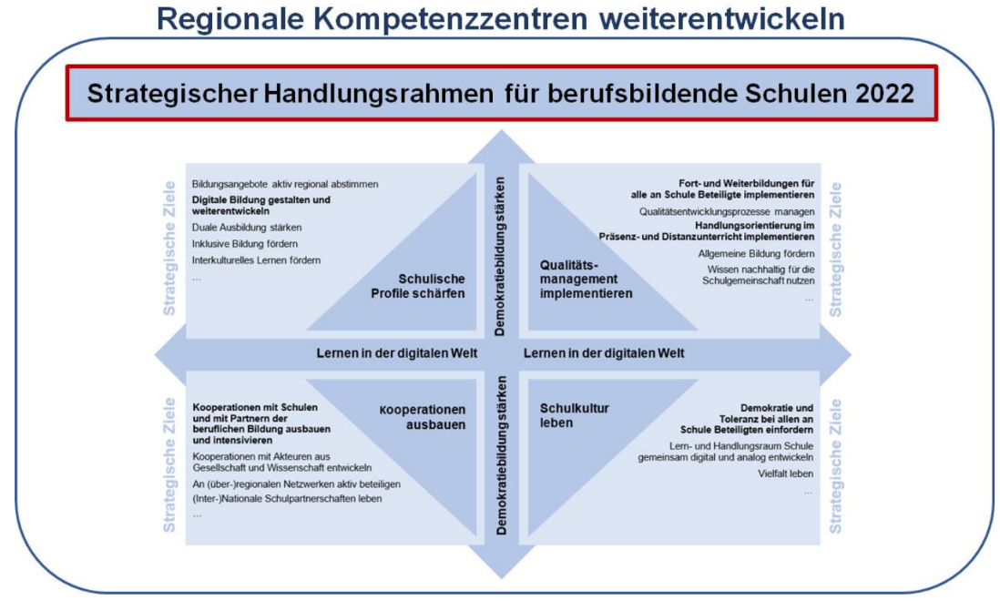 Regionale Kompetenzzentren weiterentwickeln
Strategischer Handlungsrahmen für berufsbildende Schulen 2022
Strategische Ziele
Bildungsangebote aktiv regional abstimmen
Digitale Bildung gestalten und
weiterentwickeln
Duale Ausbildung stärken
Inklusive Bildung fördern
Interkulturelles Lernen fördern
...
Schulische
Profile schärfen
Demokratiebildung stärken
Qualitäts-
management
implementieren
Fort- und Weiterbildungen für
alle an Schule Beteiligte implementieren
Qualitätsentwicklungsprozesse managen
Handlungsorientierung im
Präsenz- und Distanzunterricht implementieren
Allgemeine Bildung fördern
Wissen nachhaltig für die
Schulgemeinschaft nutzen
...
Strategische Ziele
Lernen in der digitalen Welt
Lernen in der digitalen Welt
Strategische Ziele
Kooperationen mit Schulen
und mit Partnern der
beruflichen Bildung ausbauen
und intensivieren
Kooperationen mit Akteuren aus
Gesellschaft und Wissenschaft entwickeln
An (über-)regionalen Netzwerken aktiv beteiligen
(Inter-)Nationale Schulpartnerschaften leben
...
Kooperationen
ausbauen
Demokratiebildung stärken
Schulkultur
leben
Demokratie und
Toleranz bei allen an
Schule Beteiligten einfordern
Lern- und Handlungsraum Schule
gemeinsam digital und analog entwickeln
Vielfalt leben
...
Strategische Ziele